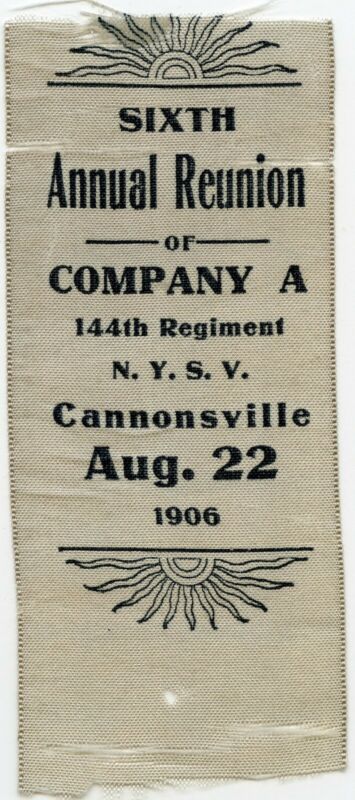 SIXTH
Annual Reunion
OF
COMPANY A
144th Regiment
N. Y. S. V.
Cannonsville
Aug. 22
1906